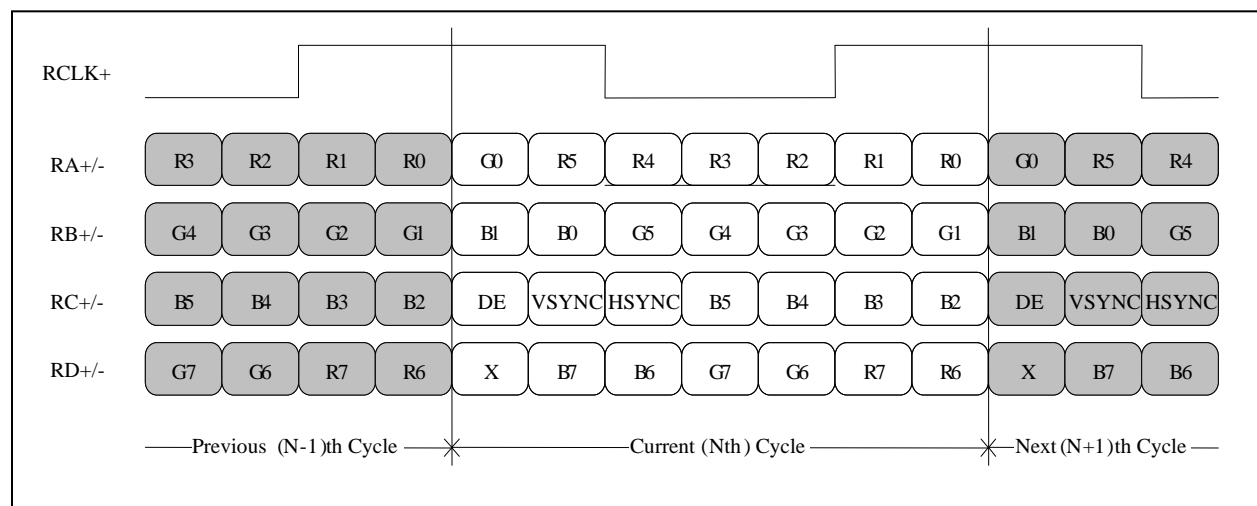 RCLK+
RA+/- R3 R2 R1 R0 G0 R5 R4 R3 R2 R1 R0 G0 R5 R4
RB+/- G4 G3 G2 G1 B1 B0 G5 G4 G3 G2 G1 B1 B0 G5
RC+/- B5 B4 B3 B2 DE VSYNC HSYNC B5 B4 B3 B2 DE VSYNC HSYNC
RD+/- G7 G6 R7 R6 X B7 B6 G7 G6 R7 R6 X B7 B6
Previous (N-1)th Cycle Current (Nth) Cycle Next (N+1)th Cycle